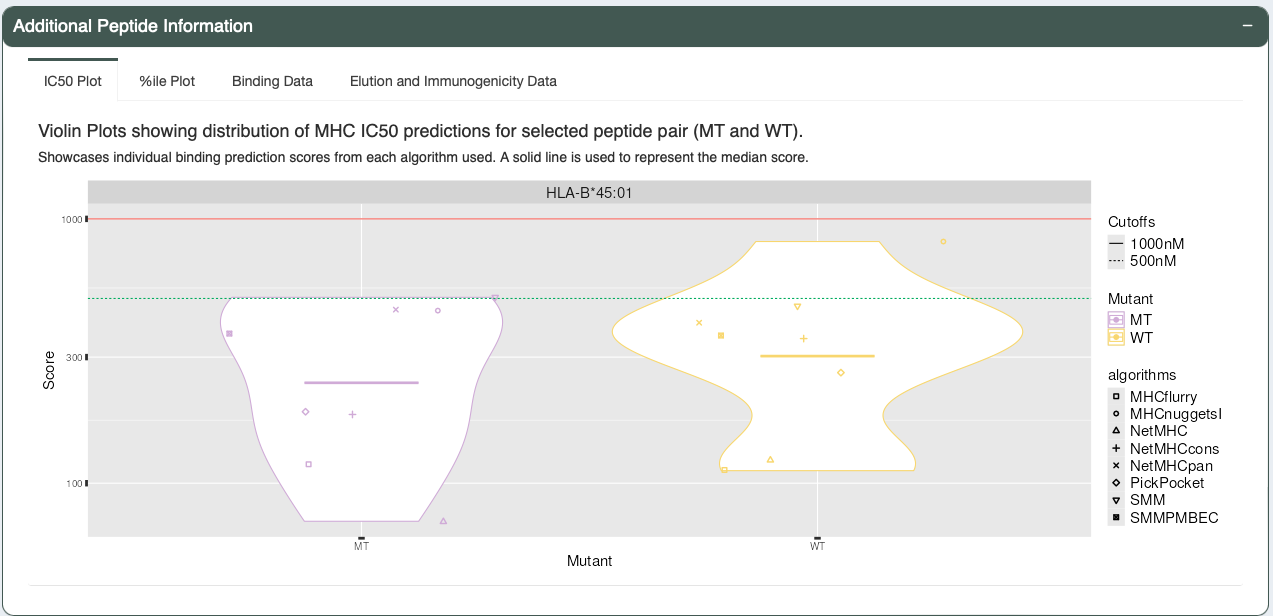 Additional Peptide Information
IC50 Plot
%ile Plot
Binding Data
Elution and Immunogenicity Data
Violin Plots showing distribution of MHC IC50 predictions for selected peptide pair (MT and WT).
Showcases individual binding prediction scores from each algorithm used. A solid line is used to represent the median score.
HLA-B*45:01
1000
300
100
Score
MT
WT
Mutant
Cutoffs
1000nM
500nM
Mutant
MT
WT
algorithms
MHCflurry
MHCnuggetsI
NetMHC
NetMHCcons
NetMHCpan
PickPocket
SMM
SMMPMBEC